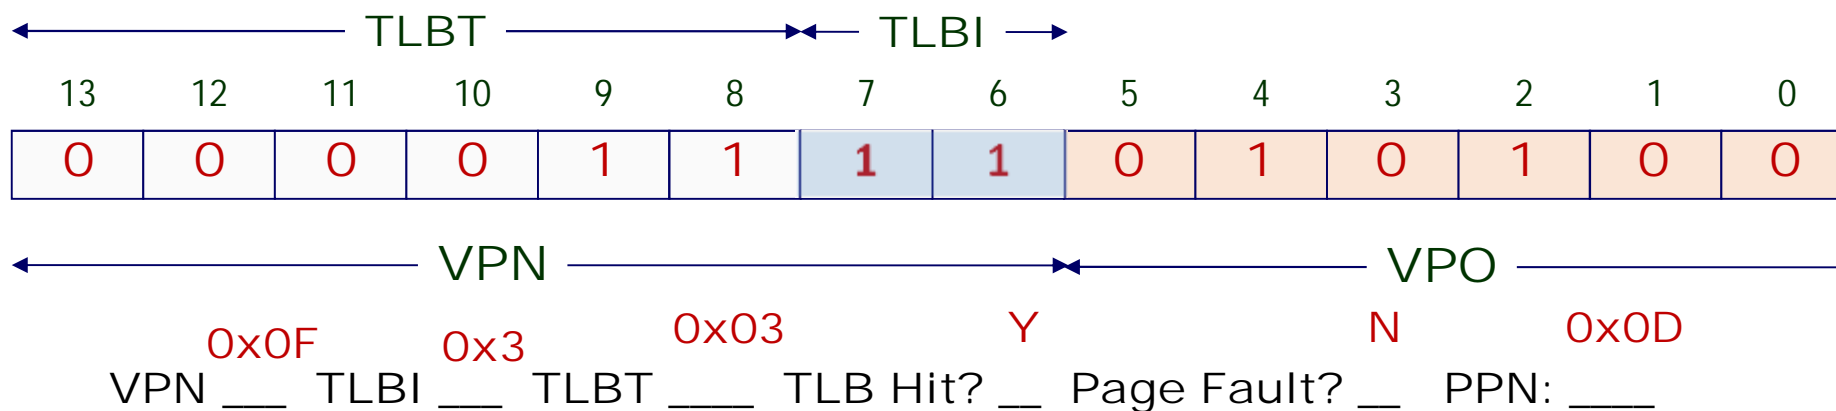 TLBT TLBI
13 12 11 10 9 8 7 6 5 4 3 2 1 0
0 0 0 0 1 1 1 1 0 1 0 1 0 0
VPN VPO
0x0F 0x3 0x03 Y N 0x0D
VPN ___ TLBI ___ TLBT ____ TLB Hit? __ Page Fault? __ PPN: ____